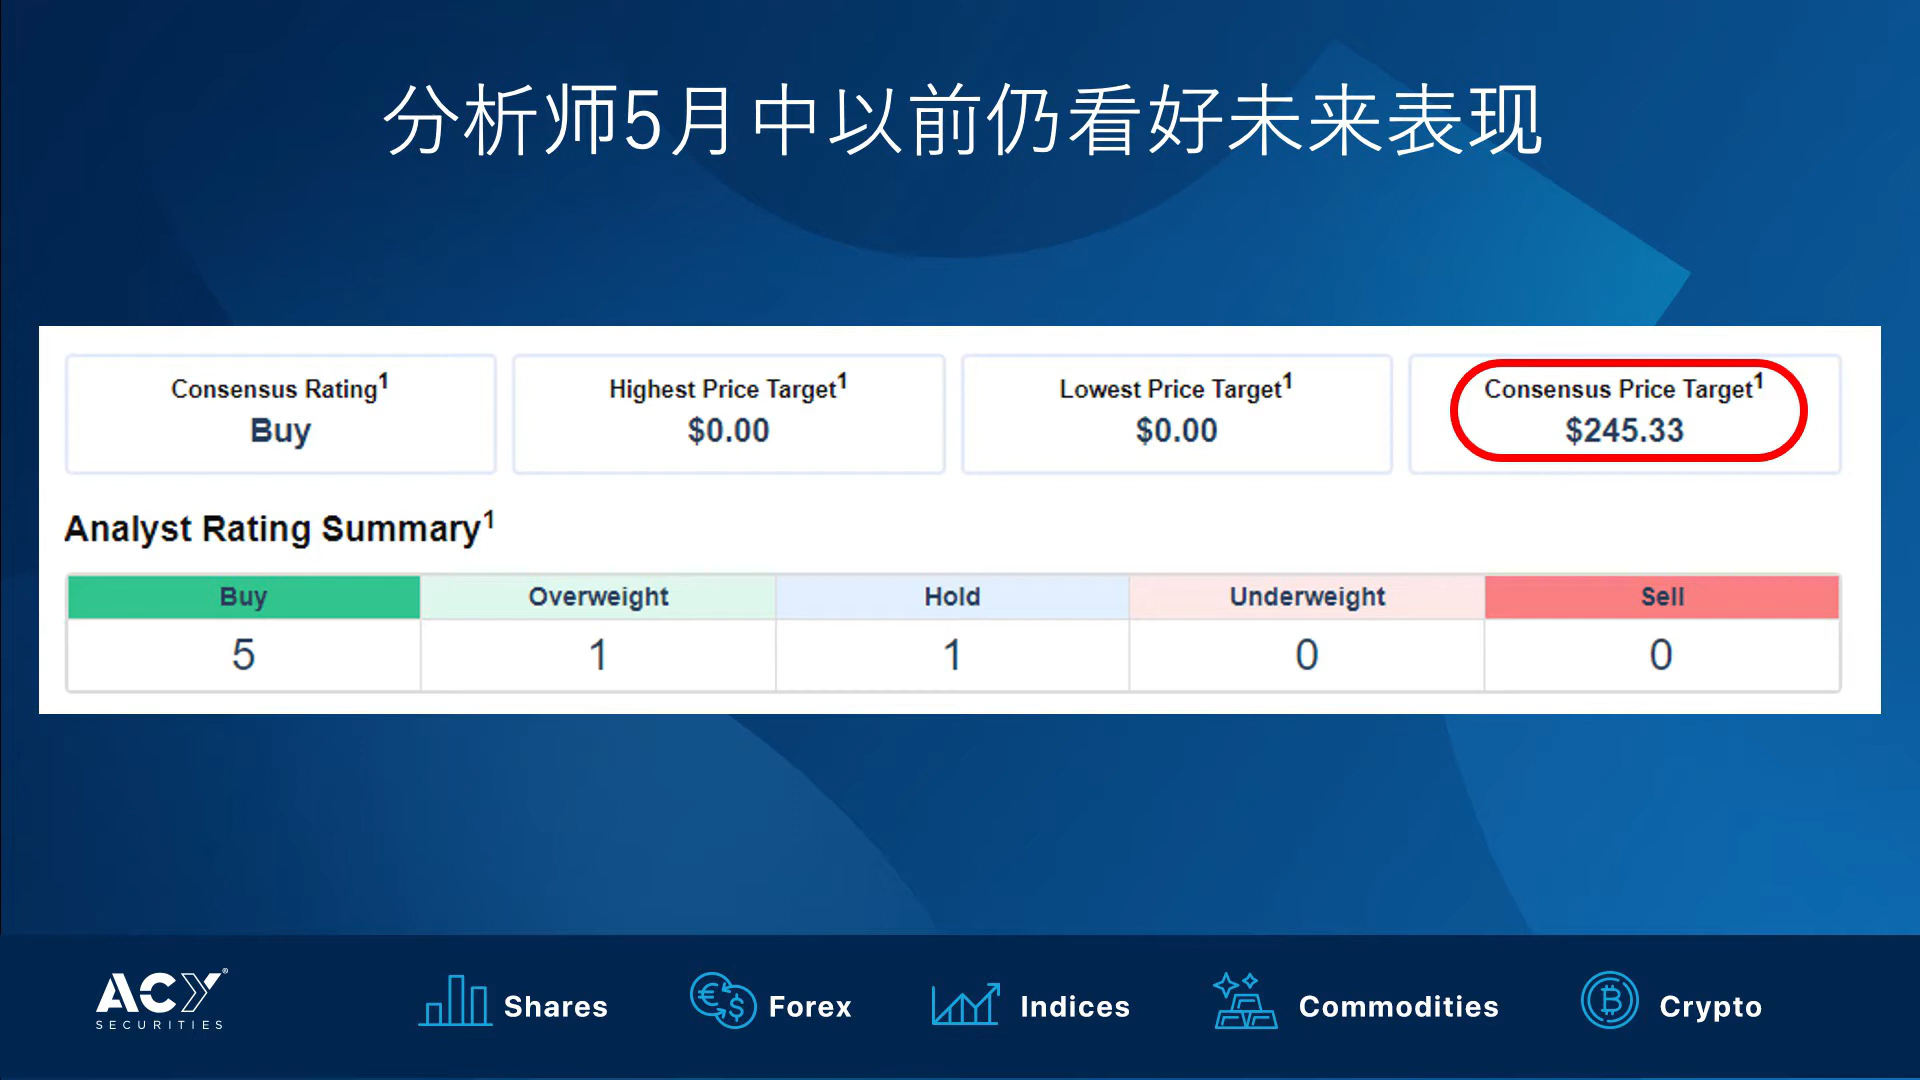 分析师5月中以前仍看好未来表现
Consensus Rating1
Buy
Highest Price Target1
$0.00
Lowest Price Target1
$0.00
Consensus Price Target1
$245.33
Analyst Rating Summary1
Buy Overweight Hold Underweight Sell
5 1 1 0 0
ACY®
SECURITIES
Shares
Forex
Indices
Commodities
Crypto